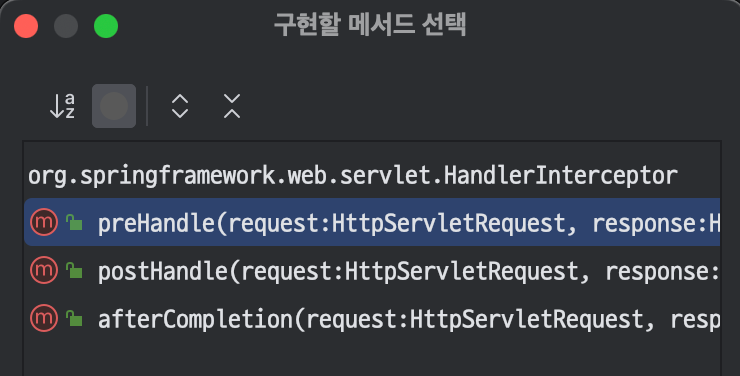 구현할 메서드 선택
a
z
org.springframework.web.servlet.HandlerInterceptor
m preHandle(request:HttpServletRequest, response:H
m postHandle(request:HttpServletRequest, response:
m afterCompletion(request:HttpServletRequest, resp